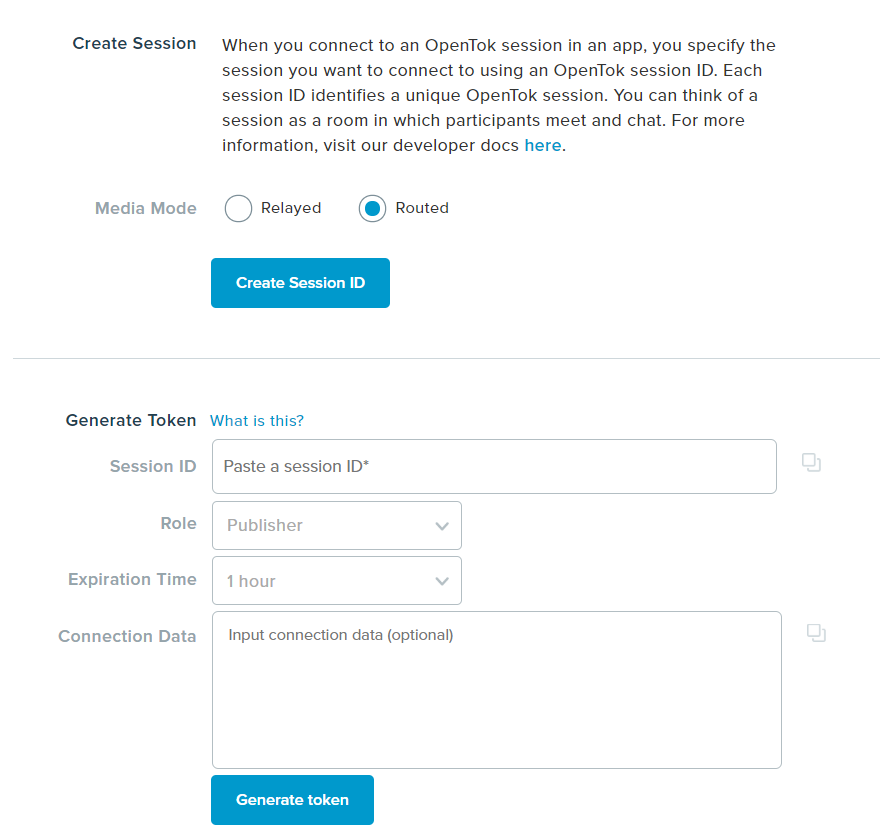 Create Session
When you connect to an OpenTok session in an app, you specify the
session you want to connect to using an OpenTok session ID. Each
session ID identifies a unique OpenTok session. You can think of a
session as a room in which participants meet and chat. For more
information, visit our developer docs here.
Media Mode
Relayed
Routed
Create Session ID
Generate Token
What is this?
Session ID
Paste a session ID*
Role
Publisher
Expiration Time
1 hour
Connection Data
Input connection data (optional)
Generate token